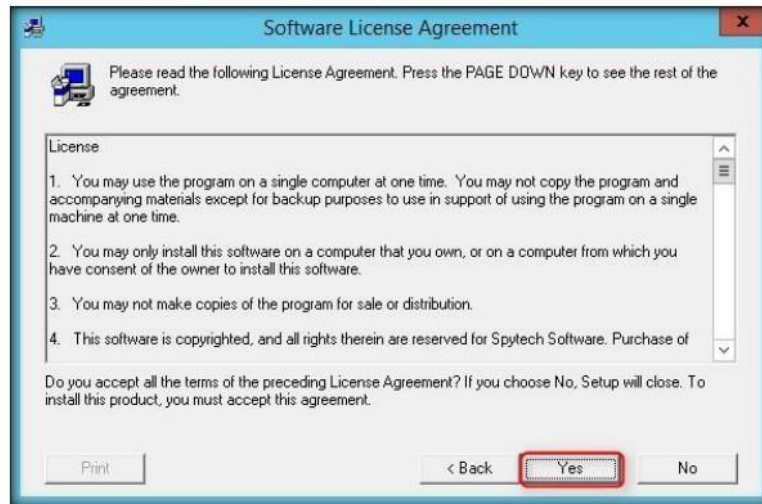 Software License Agreement
x
Please read the following License Agreement. Press the PAGE DOWN key to see the rest of the
agreement.
License
1. You may use the program on a single computer at one time. You may not copy the program and
accompanying materials except for backup purposes to use in support of using the program on a single
machine at one time.
2. You may only install this software on a computer that you own, or on a computer from which you
have consent of the owner to install this software.
3. You may not make copies of the program for sale or distribution.
4. This software is copyrighted, and all rights therein are reserved for Spytech Software. Purchase of
Do you accept all the terms of the preceding License Agreement? If you choose No, Setup will close. To
install this product, you must accept this agreement.
Print
< Back
Yes
No